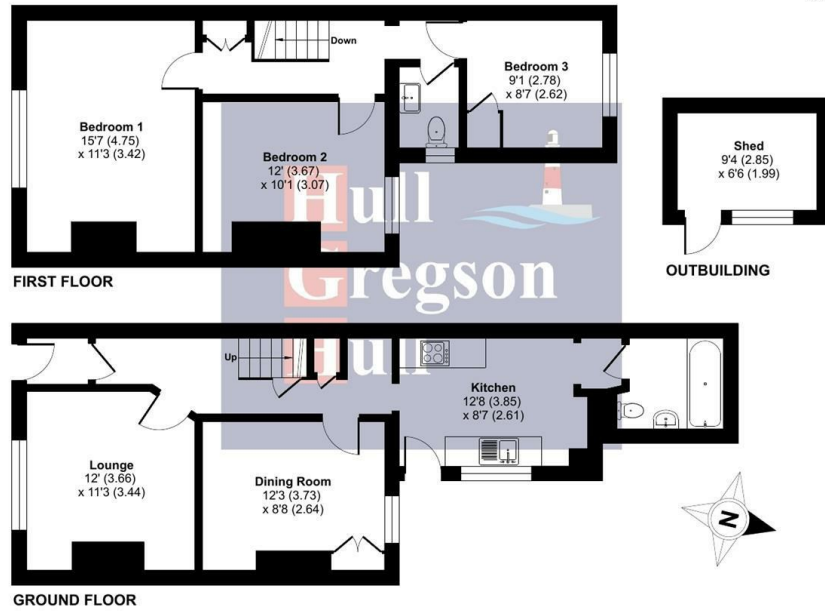 Down
Bedroom 3
9'1 (2.78)
x 8'7 (2.62)
Bedroom 1
15'7 (4.75)
x 11'3 (3.42)
Bedroom 2
12' (3.67)
x 10'1 (3.07)
Shed
9'4 (2.85)
x 6'6 (1.99)
OUTBUILDING
FIRST FLOOR
Hull
Gregson
Hull
Up
Kitchen
12'8 (3.85)
x 8'7 (2.61)
Lounge
12' (3.66)
x 11'3 (3.44)
Dining Room
12'3 (3.73)
x 8'8 (2.64)
N
GROUND FLOOR